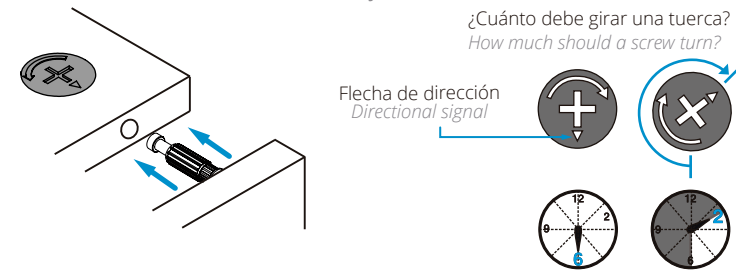 ¿Cuánto debe girar una tuerca?
How much should a screw turn?
Flecha de dirección
Directional signal
12
2
9
6
12
2
9
6